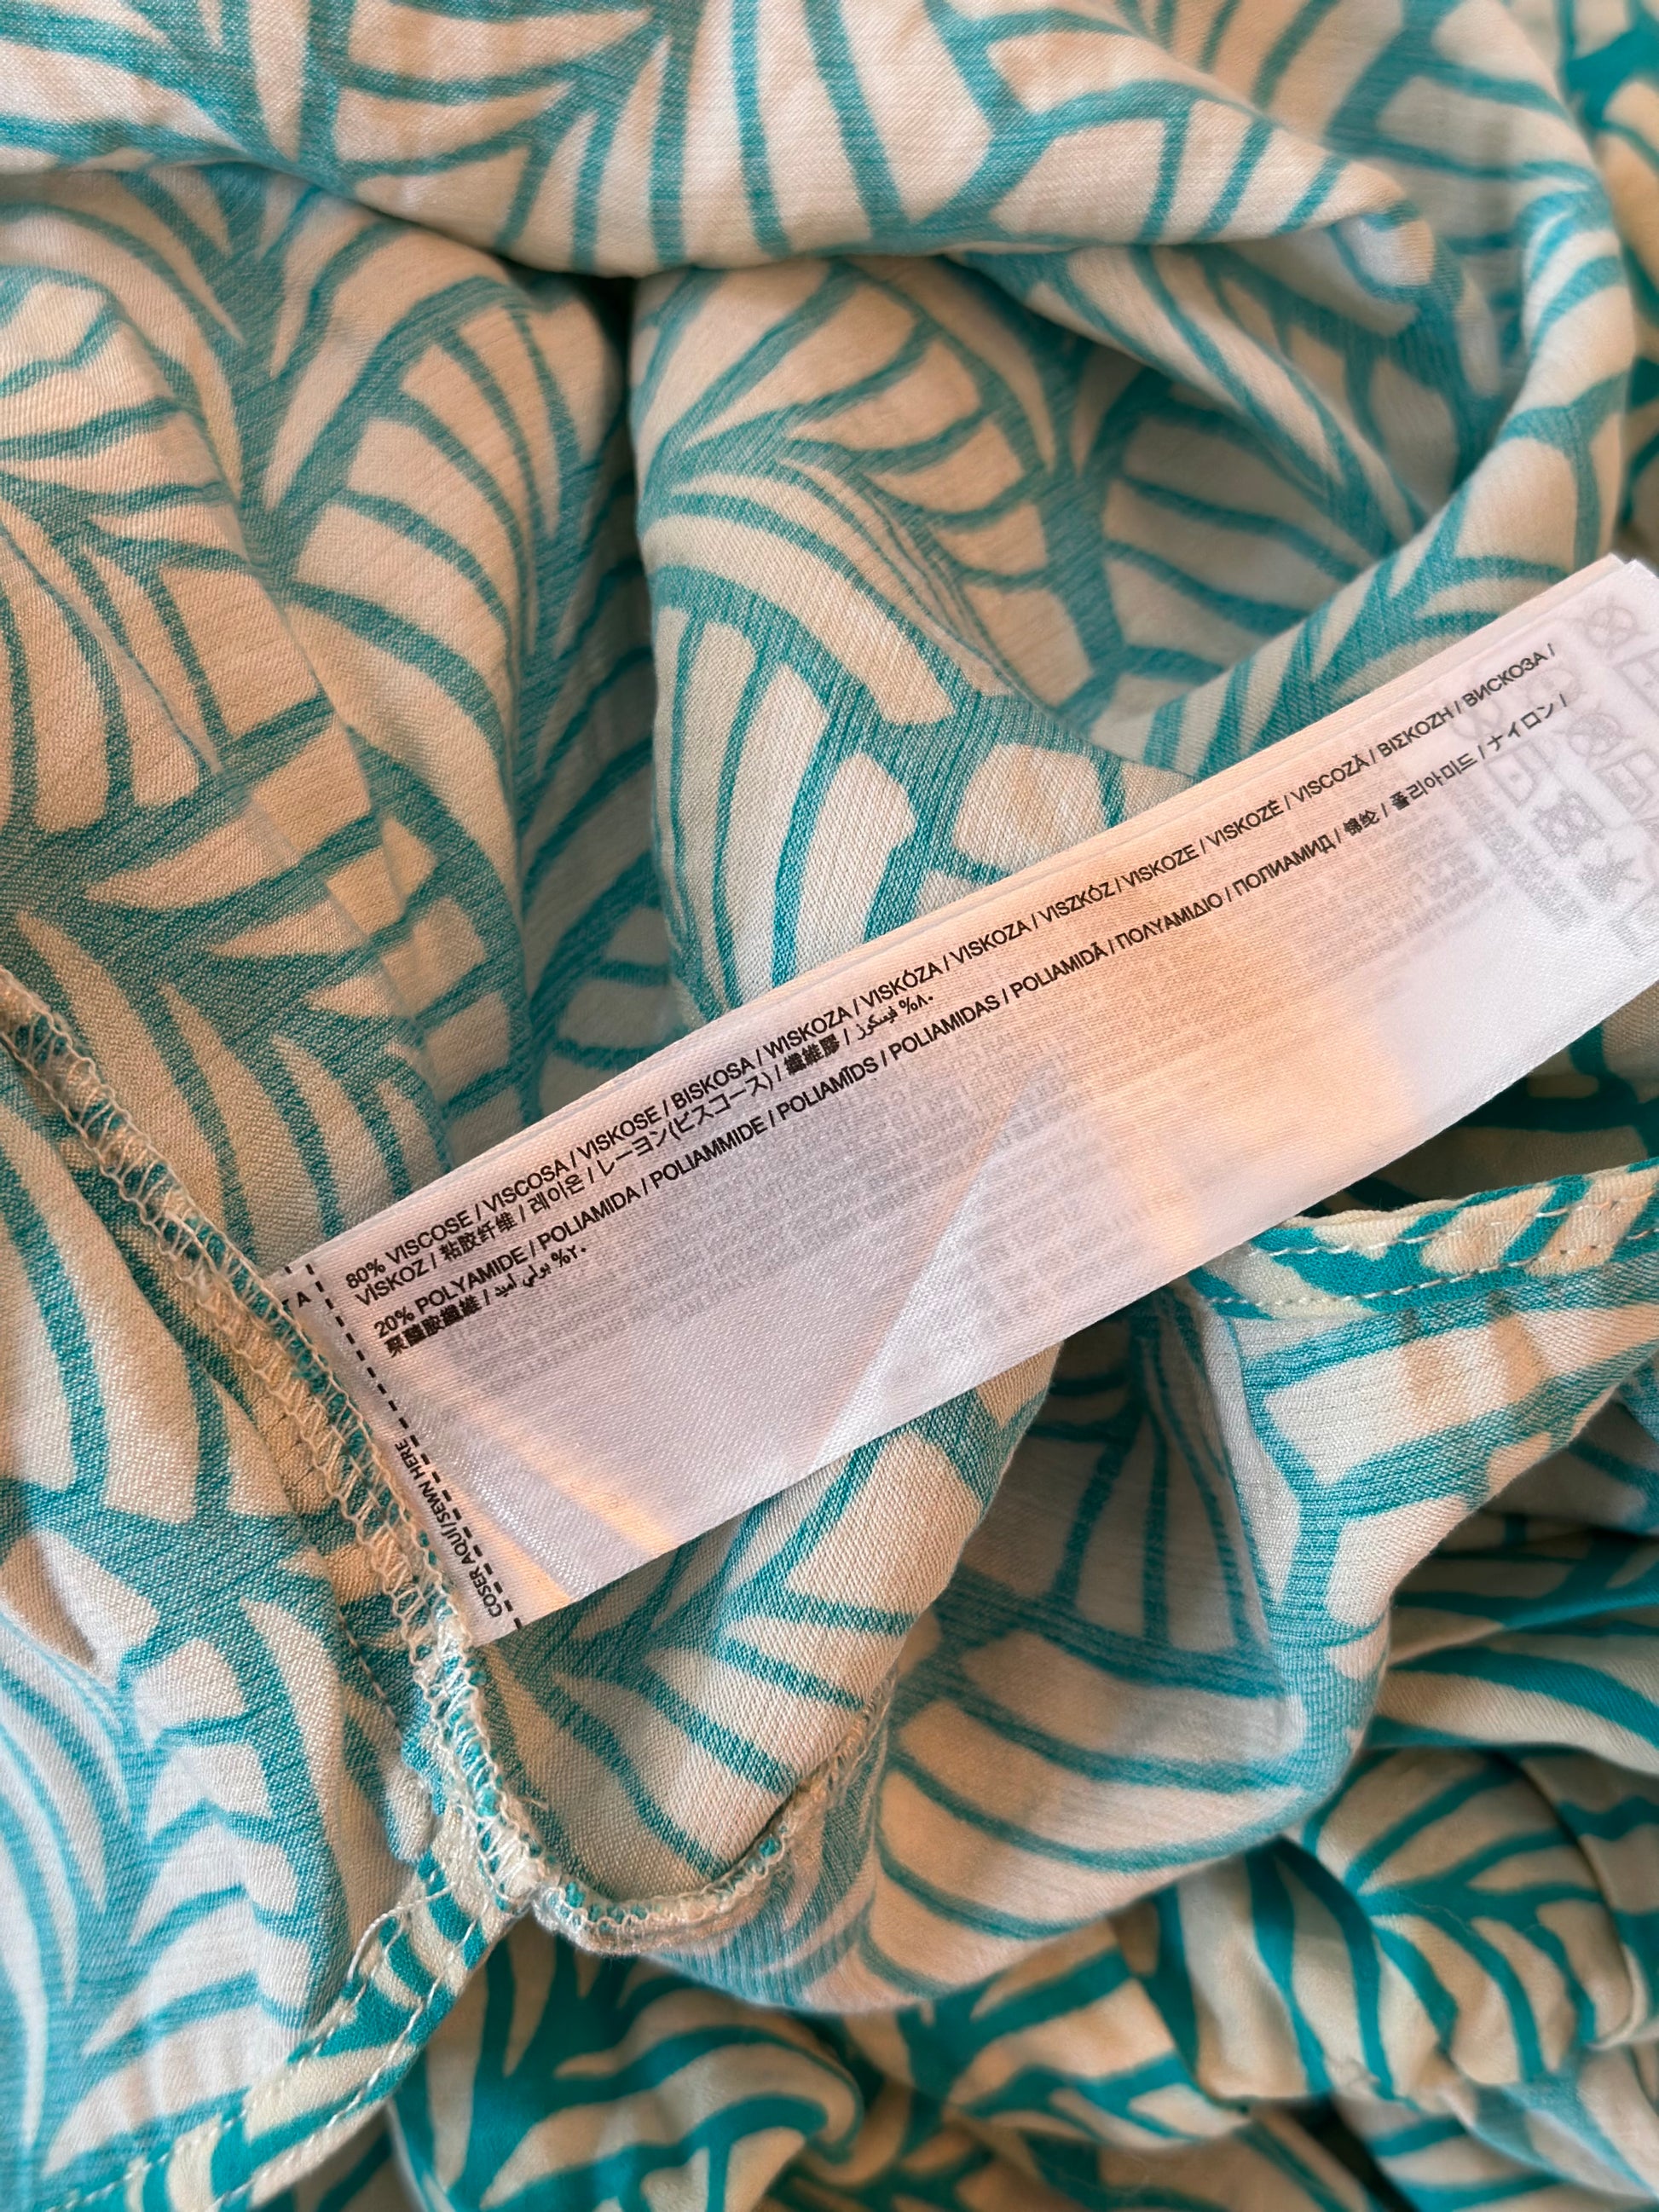 80% VISCOSE / VISCOSA / VISKOSE / BISKOSA / WISKOZA / VISKÓZA / VISKOZA / VISZKÓZ / VISKOZE / VISKOZĖ / VISCOZĂ / ΒΙΣΚΟΖΗ / ВИСКОЗА /
VİSKOZ / 粘胶纤维 / 레이온 / レーヨン(ビスコース) / 纖維膠 / فيسكوز %٨٠
20% POLYAMIDE / POLIAMIDA / POLIAMMIDE / POLIAMĪDS / POLIAMIDAS / POLIAMIDĂ / ΠΟΛΥΑΜΙΔΙΟ / ПОЛИАМИД / 锦纶 / 폴리아미드 / ナイロン /
聚醯胺纖維 / بولي أميد %٢٠
COSER AQUÍ/SEWN HERE